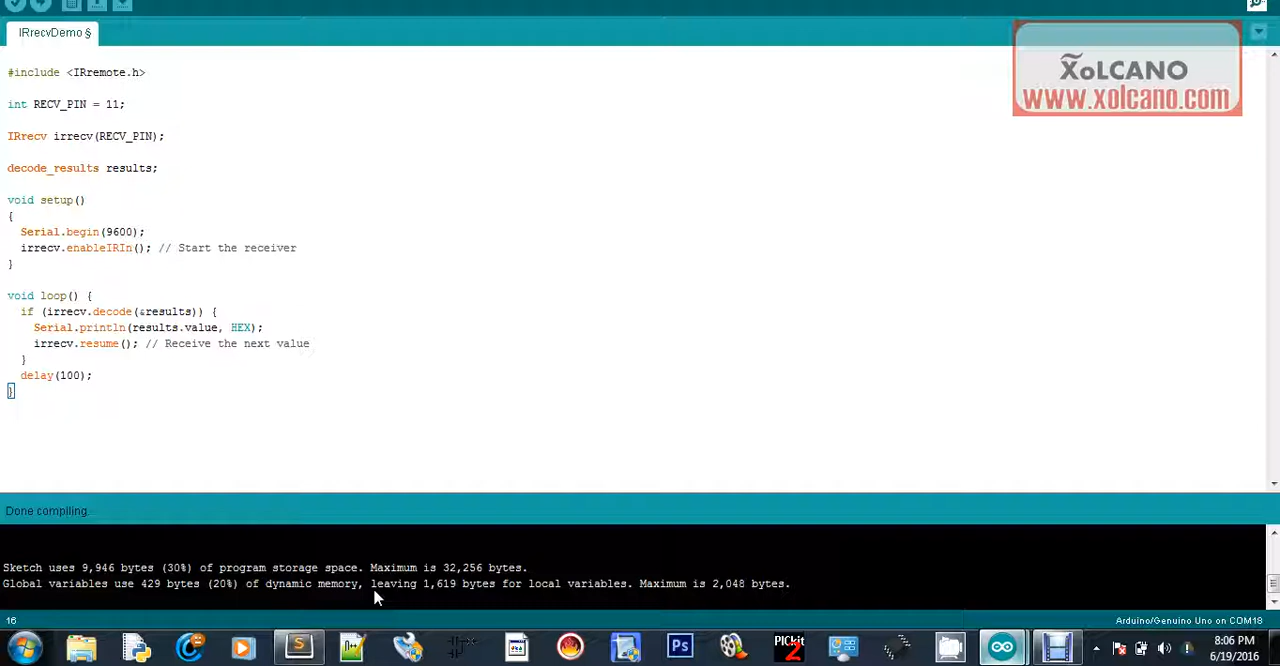 IRrecvDemo §
X̃oLCANO
www.xolcano.com
#include <IRremote.h>
int RECV_PIN = 11;
IRrecv irrecv(RECV_PIN);
decode_results results;
void setup()
{
Serial.begin(9600);
irrecv.enableIRIn(); // Start the receiver
}
void loop() {
if (irrecv.decode(&results)) {
Serial.println(results.value, HEX);
irrecv.resume(); // Receive the next value
}
delay(100);
}
Done compiling.
Sketch uses 9,946 bytes (30%) of program storage space. Maximum is 32,256 bytes.
Global variables use 429 bytes (20%) of dynamic memory, leaving 1,619 bytes for local variables. Maximum is 2,048 bytes.
16
Arduino/Genuino Uno on COM18
S
Ps
PICkit
2
8:06 PM
6/19/2016